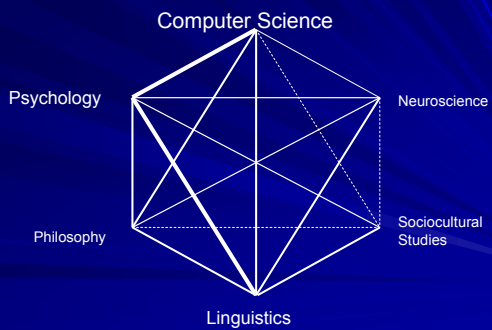 Computer Science
Psychology
Neuroscience
Philosophy
Sociocultural
Studies
Linguistics